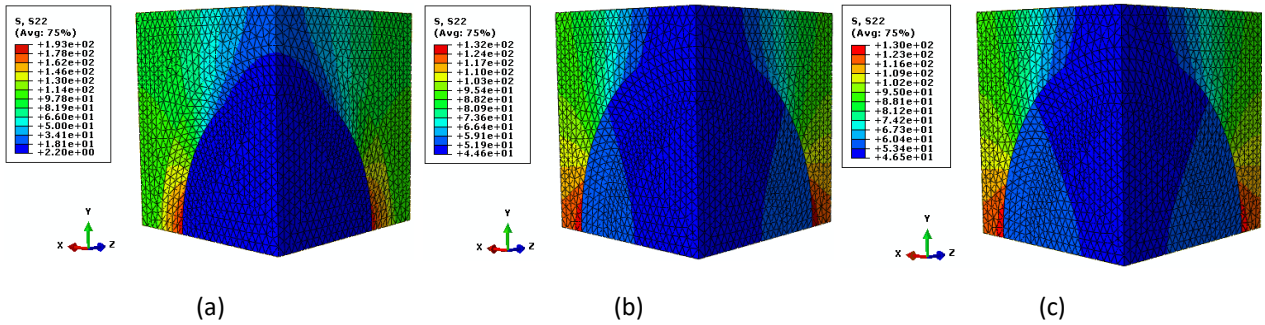 S, S22
(Avg: 75%)
+1.93e+02
+1.78e+02
+1.62e+02
+1.46e+02
+1.30e+02
+1.14e+02
+9.78e+01
+8.19e+01
+6.60e+01
+5.00e+01
+3.41e+01
+1.81e+01
+2.20e+00
Y
X
Z
(a)
S, S22
(Avg: 75%)
+1.32e+02
+1.24e+02
+1.17e+02
+1.10e+02
+1.03e+02
+9.54e+01
+8.82e+01
+8.09e+01
+7.36e+01
+6.64e+01
+5.91e+01
+5.19e+01
+4.46e+01
Y
X
Z
(b)
S, S22
(Avg: 75%)
+1.30e+02
+1.23e+02
+1.16e+02
+1.09e+02
+1.02e+02
+9.50e+01
+8.81e+01
+8.12e+01
+7.42e+01
+6.73e+01
+6.04e+01
+5.34e+01
+4.65e+01
Y
X
Z
(c)